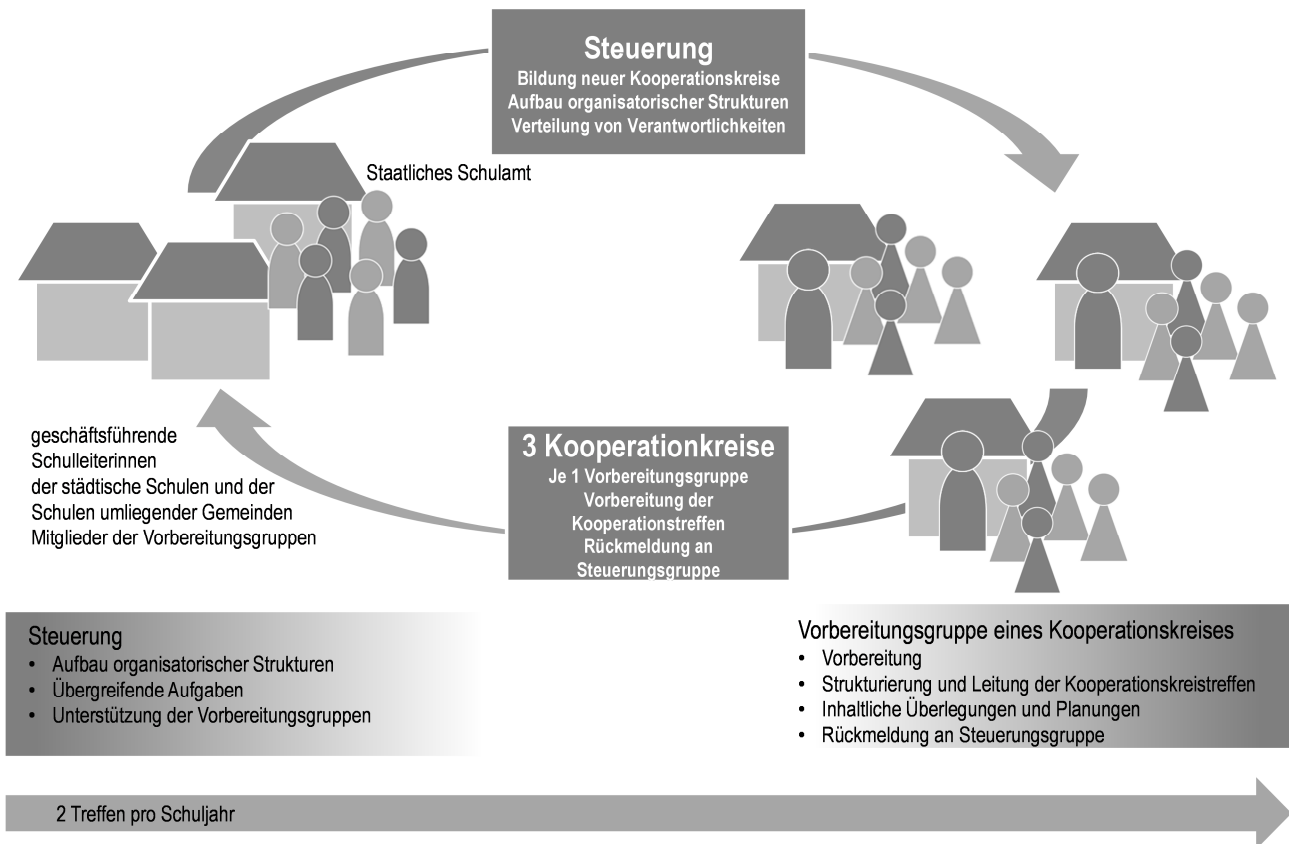 Steuerung
Bildung neuer Kooperationskreise
Aufbau organisatorischer Strukturen
Verteilung von Verantwortlichkeiten
Staatliches Schulamt
geschäftsführende
Schulleiterinnen
der städtische Schulen und der
Schulen umliegender Gemeinden
Mitglieder der Vorbereitungsgruppen
3 Kooperationkreise
Je 1 Vorbereitungsgruppe
Vorbereitung der
Kooperationstreffen
Rückmeldung an
Steuerungsgruppe
Steuerung
• Aufbau organisatorischer Strukturen
• Übergreifende Aufgaben
• Unterstützung der Vorbereitungsgruppen
Vorbereitungsgruppe eines Kooperationskreises
• Vorbereitung
• Strukturierung und Leitung der Kooperationskreistreffen
• Inhaltliche Überlegungen und Planungen
• Rückmeldung an Steuerungsgruppe
2 Treffen pro Schuljahr